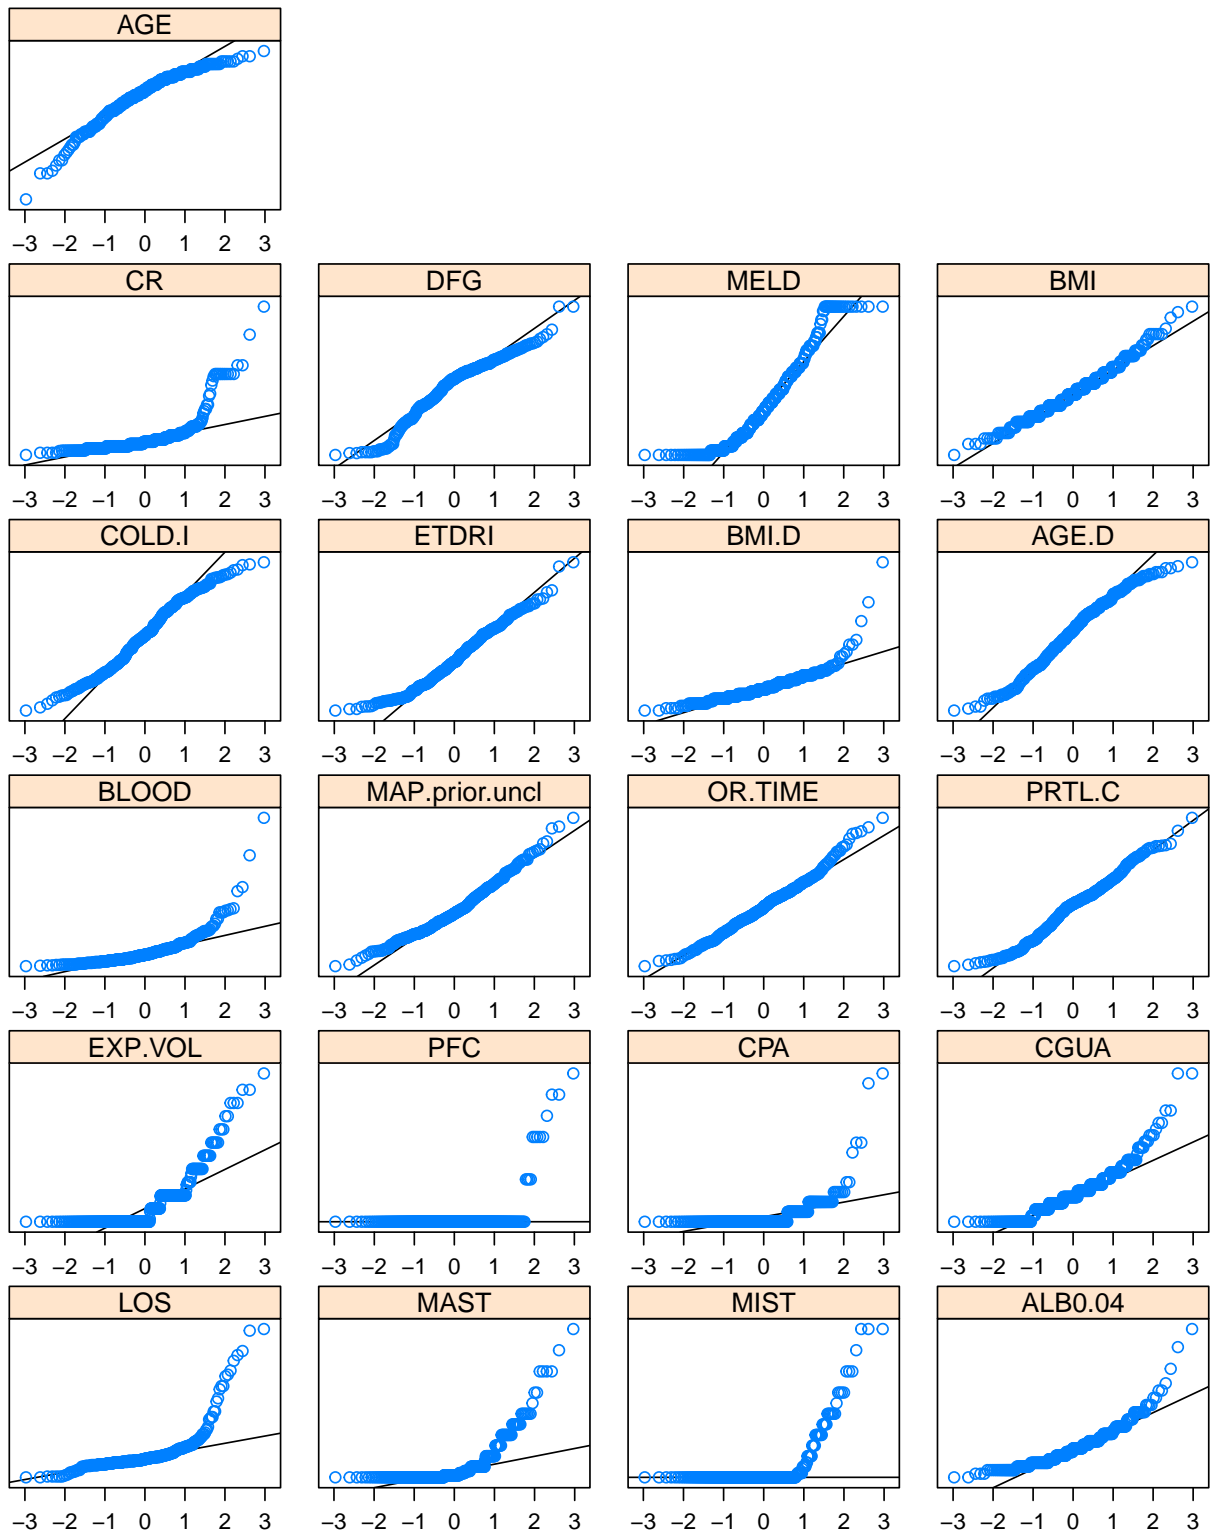 AGE
−3 −2 −1 0 1 2 3
CR DFG MELD BMI
−3 −2 −1 0 1 2 3 −3 −2 −1 0 1 2 3 −3 −2 −1 0 1 2 3 −3 −2 −1 0 1 2 3
COLD.I ETDRI BMI.D AGE.D
−3 −2 −1 0 1 2 3 −3 −2 −1 0 1 2 3 −3 −2 −1 0 1 2 3 −3 −2 −1 0 1 2 3
BLOOD MAP.prior.uncl OR.TIME PRTL.C
−3 −2 −1 0 1 2 3 −3 −2 −1 0 1 2 3 −3 −2 −1 0 1 2 3 −3 −2 −1 0 1 2 3
EXP.VOL PFC CPA CGUA
−3 −2 −1 0 1 2 3 −3 −2 −1 0 1 2 3 −3 −2 −1 0 1 2 3 −3 −2 −1 0 1 2 3
LOS MAST MIST ALB0.04
−3 −2 −1 0 1 2 3 −3 −2 −1 0 1 2 3 −3 −2 −1 0 1 2 3 −3 −2 −1 0 1 2 3